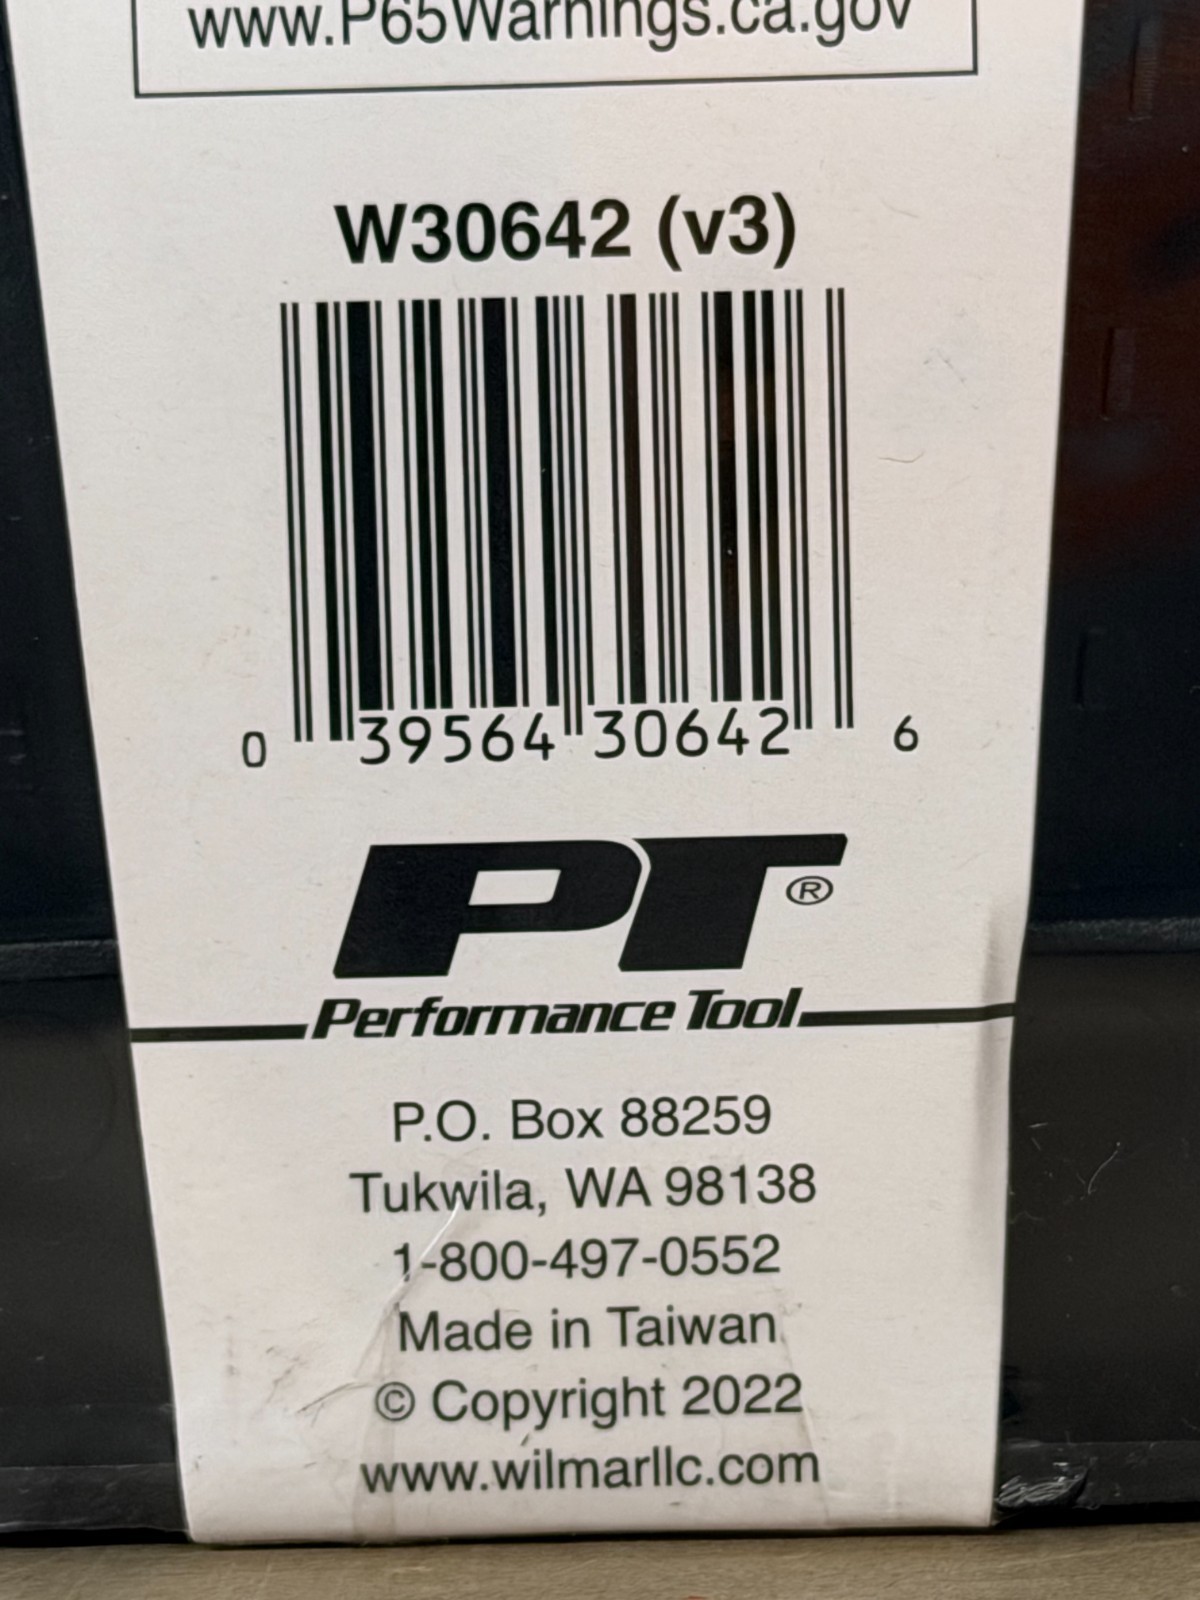 www.P65Warnings.ca.gov
W30642 (v3)
0 39564 30642 6
PT®
Performance Tool
P.O. Box 88259
Tukwila, WA 98138
1-800-497-0552
Made in Taiwan
© Copyright 2022
www.wilmarllc.com